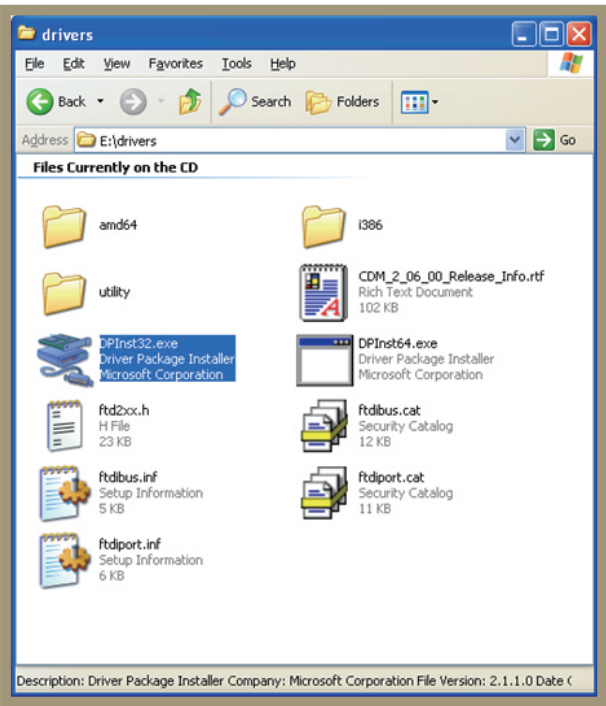 drivers
File Edit View Favorites Tools Help
Back Search Folders
Address E:\drivers Go
Files Currently on the CD
amd64
i386
utility
CDM_2_06_00_Release_Info.rtf
Rich Text Document
102 KB
DPInst32.exe
Driver Package Installer
Microsoft Corporation
DPInst64.exe
Driver Package Installer
Microsoft Corporation
ftd2xx.h
H File
23 KB
ftdibus.cat
Security Catalog
12 KB
ftdibus.inf
Setup Information
5 KB
ftdiport.cat
Security Catalog
11 KB
ftdiport.inf
Setup Information
6 KB
Description: Driver Package Installer Company: Microsoft Corporation File Version: 2.1.1.0 Date (